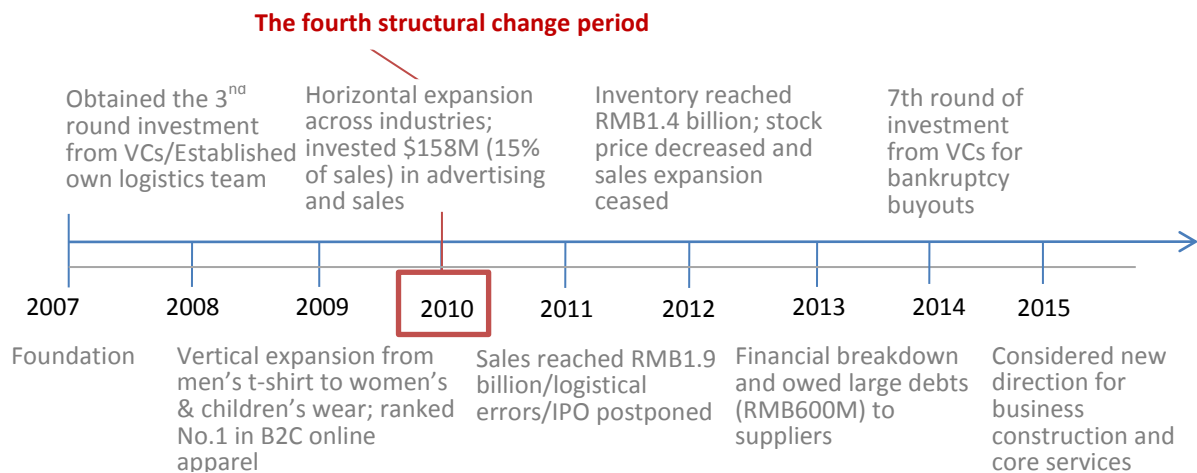 The fourth structural change period
Obtained the 3nd
round investment
from VCs/Established
own logistics team
Horizontal expansion
across industries;
invested $158M (15%
of sales) in advertising
and sales
Inventory reached
RMB1.4 billion; stock
price decreased and
sales expansion
ceased
7th round of
investment
from VCs for
bankruptcy
buyouts
2007
2008
2009
2010
2011
2012
2013
2014
2015
Foundation
Vertical expansion from
men’s t-shirt to women’s
& children’s wear; ranked
No.1 in B2C online
apparel
Sales reached RMB1.9
billion/logistical
errors/IPO postponed
Financial breakdown
and owed large debts
(RMB600M) to
suppliers
Considered new
direction for
business
construction and
core services